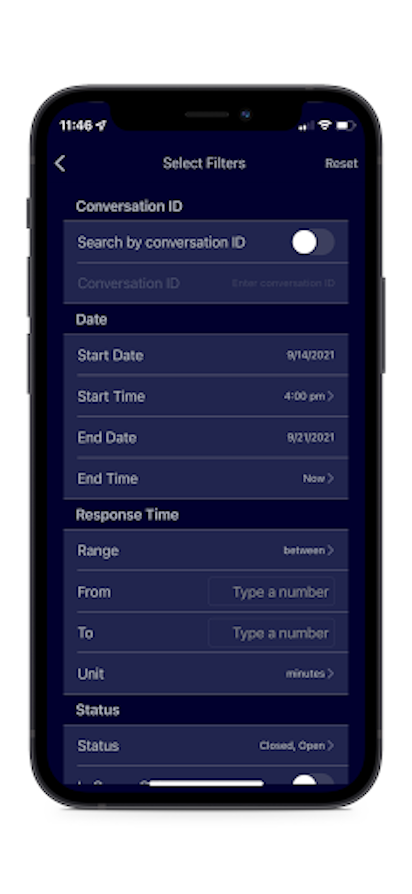 11:46
Select Filters Reset
Conversation ID
Search by conversation ID
Conversation ID Enter conversation ID
Date
Start Date 9/14/2021
Start Time 4:00 pm
End Date 9/21/2021
End Time Now
Response Time
Range between
From Type a number
To Type a number
Unit minutes
Status
Status Closed, Open